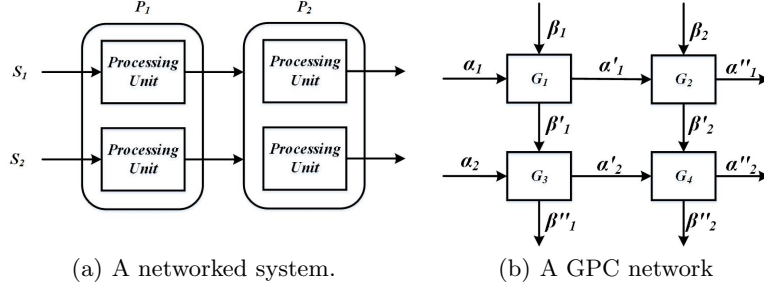 P₁ P₂
S₁ Processing Unit Processing Unit
S₂ Processing Unit Processing Unit
(a) A networked system.
β₁ β₂
α₁ G₁ α'₁ G₂ α''₁
β'₁ β'₂
α₂ G₃ α'₂ G₄ α''₂
β''₁ β''₂
(b) A GPC network